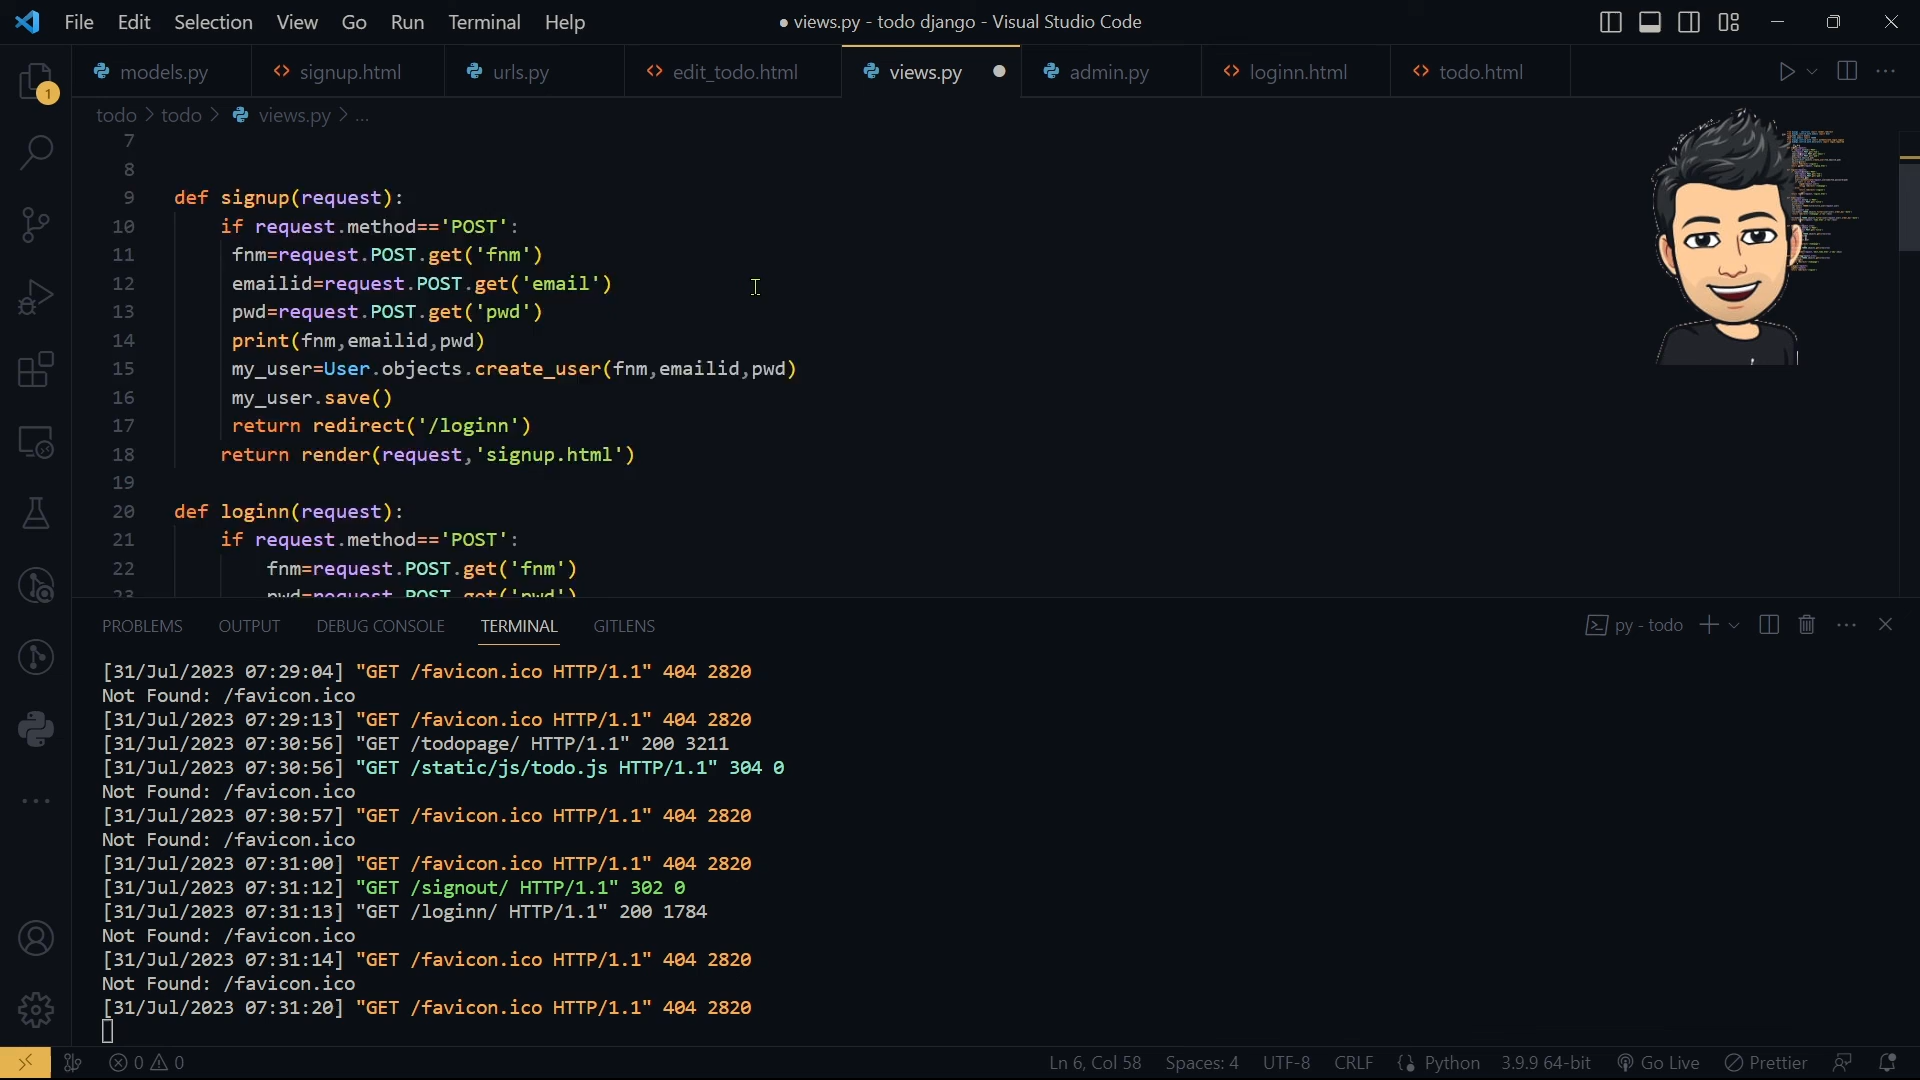 File Edit Selection View Go Run Terminal Help
● views.py - todo django - Visual Studio Code
1
models.py
signup.html
urls.py
edit_todo.html
views.py
admin.py
loginn.html
todo.html
todo > todo > views.py > ...
7
8
9 def signup(request):
10 if request.method=='POST':
11 fnm=request.POST.get('fnm')
12 emailid=request.POST.get('email')
13 pwd=request.POST.get('pwd')
14 print(fnm,emailid,pwd)
15 my_user=User.objects.create_user(fnm,emailid,pwd)
16 my_user.save()
17 return redirect('/loginn')
18 return render(request,'signup.html')
19
20 def loginn(request):
21 if request.method=='POST':
22 fnm=request.POST.get('fnm')
23 pwd=request.POST.get('pwd')
PROBLEMS OUTPUT DEBUG CONSOLE TERMINAL GITLENS
py - todo
[31/Jul/2023 07:29:04] "GET /favicon.ico HTTP/1.1" 404 2820
Not Found: /favicon.ico
[31/Jul/2023 07:29:13] "GET /favicon.ico HTTP/1.1" 404 2820
[31/Jul/2023 07:30:56] "GET /todopage/ HTTP/1.1" 200 3211
[31/Jul/2023 07:30:56] "GET /static/js/todo.js HTTP/1.1" 304 0
Not Found: /favicon.ico
[31/Jul/2023 07:30:57] "GET /favicon.ico HTTP/1.1" 404 2820
Not Found: /favicon.ico
[31/Jul/2023 07:31:00] "GET /favicon.ico HTTP/1.1" 404 2820
[31/Jul/2023 07:31:12] "GET /signout/ HTTP/1.1" 302 0
[31/Jul/2023 07:31:13] "GET /loginn/ HTTP/1.1" 200 1784
Not Found: /favicon.ico
[31/Jul/2023 07:31:14] "GET /favicon.ico HTTP/1.1" 404 2820
Not Found: /favicon.ico
[31/Jul/2023 07:31:20] "GET /favicon.ico HTTP/1.1" 404 2820
0 0
Ln 6, Col 58 Spaces: 4 UTF-8 CRLF Python 3.9.9 64-bit Go Live Prettier